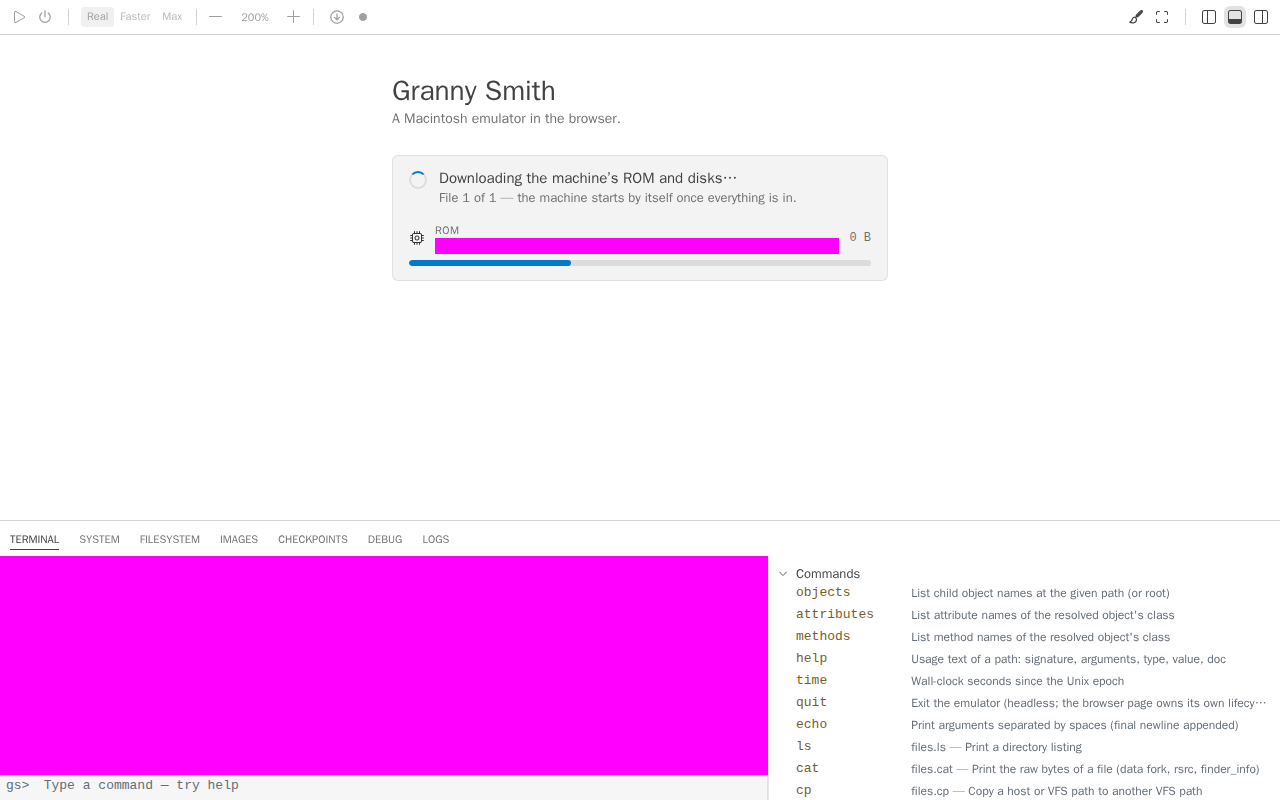 Real Faster Max 200%
Granny Smith
A Macintosh emulator in the browser.
Downloading the machine's ROM and disks⋯
File 1 of 1 — the machine starts by itself once everything is in.
ROM
0 B
TERMINAL SYSTEM FILESYSTEM IMAGES CHECKPOINTS DEBUG LOGS
gs> Type a command — try help
Commands
objects List child object names at the given path (or root)
attributes List attribute names of the resolved object's class
methods List method names of the resolved object's class
help Usage text of a path: signature, arguments, type, value, doc
time Wall-clock seconds since the Unix epoch
quit Exit the emulator (headless; the browser page owns its own lifecy⋯
echo Print arguments separated by spaces (final newline appended)
ls files.ls — Print a directory listing
cat files.cat — Print the raw bytes of a file (data fork, rsrc, finder_info)
cp files.cp — Copy a host or VFS path to another VFS path